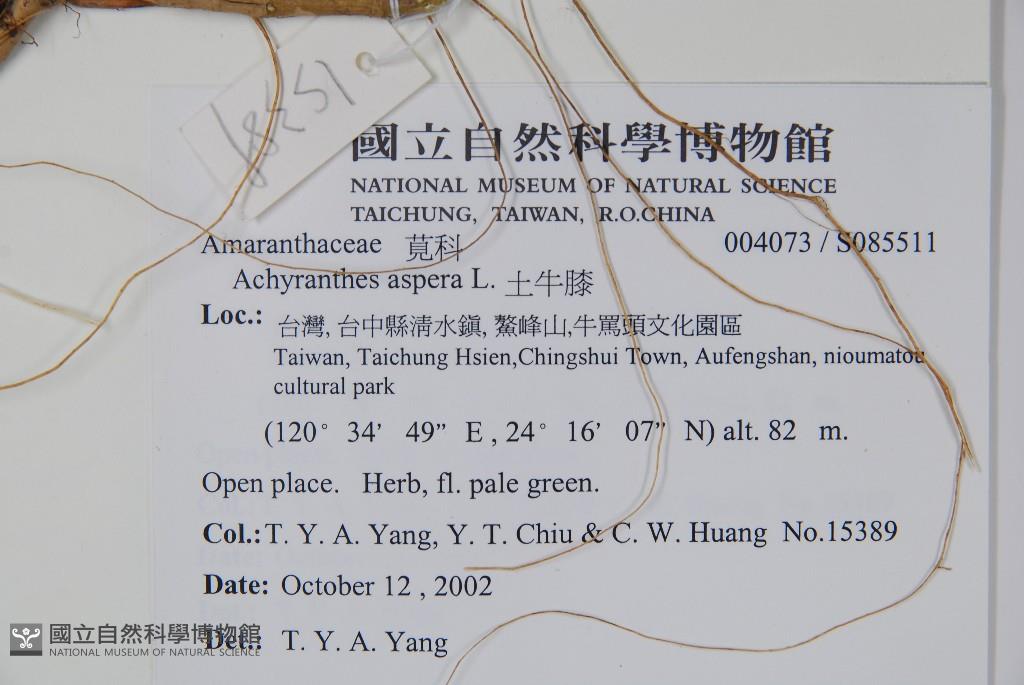 國立自然科學博物館
NATIONAL MUSEUM OF NATURAL SCIENCE
TAICHUNG, TAIWAN, R.O.CHINA
Amaranthaceae 莧科 004073 / S085511
Achyranthes aspera L. 土牛膝
Loc.: 台灣, 台中縣清水鎮, 鰲峰山,牛罵頭文化園區
Taiwan, Taichung Hsien,Chingshui Town, Aufengshan, nioumatou
cultural park
(120° 34' 49” E , 24° 16' 07” N) alt. 82 m.
Open place. Herb, fl. pale green.
Col.:T. Y. A. Yang, Y. T. Chiu & C. W. Huang No.15389
Date: October 12 , 2002
Det.: T. Y. A. Yang
國立自然科學博物館
NATIONAL MUSEUM OF NATURAL SCIENCE